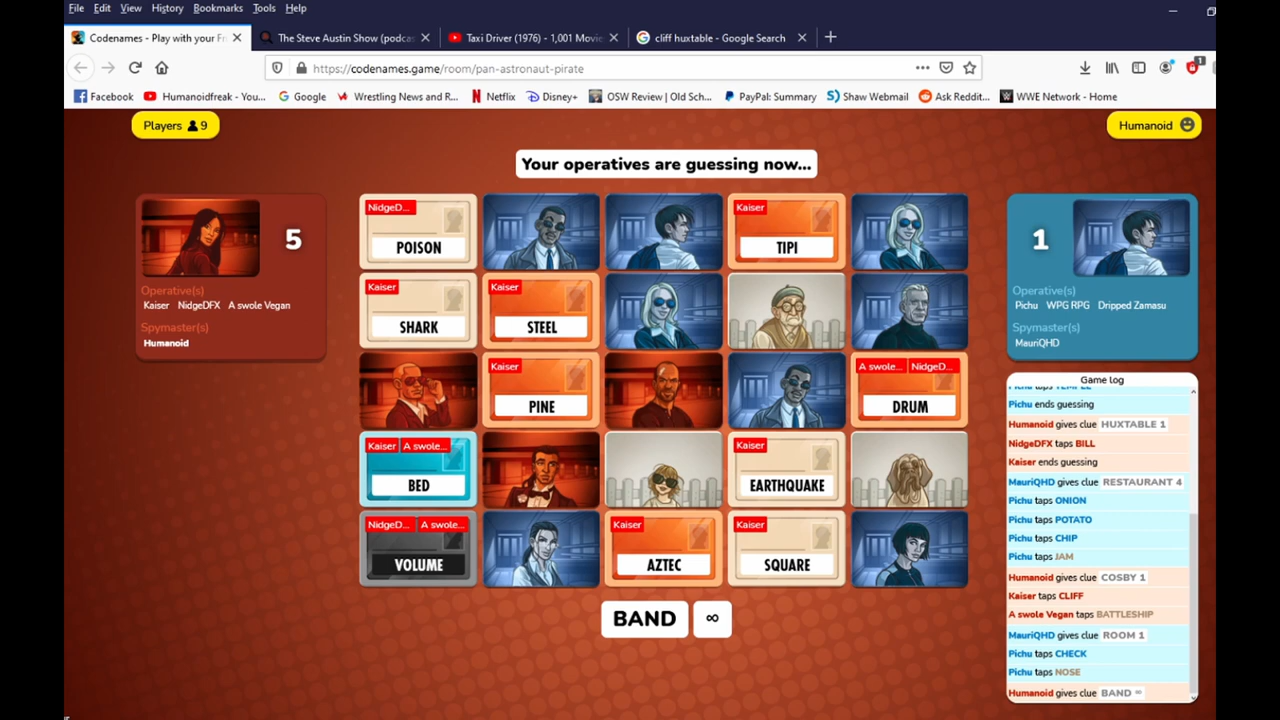 File Edit View History Bookmarks Tools Help
Codenames - Play with your Fr
The Steve Austin Show (podcas
Taxi Driver (1976) - 1,001 Movie
cliff huxtable - Google Search
https://codenames.game/room/pan-astronaut-pirate
1
Facebook
Humanoidfreak - You...
Google
Wrestling News and R...
Netflix
Disney+
OSW Review | Old Sch...
PayPal: Summary
Shaw Webmail
Ask Reddit...
WWE Network - Home
Players 9
Humanoid
Your operatives are guessing now...
5
Operative(s)
Kaiser NidgeDFX A swole Vegan
Spymaster(s)
Humanoid
NidgeD...
POISON
Kaiser
TIPI
Kaiser
SHARK
Kaiser
STEEL
Kaiser
PINE
A swole... NidgeD...
DRUM
Kaiser A swole...
BED
Kaiser
EARTHQUAKE
NidgeD... A swole...
VOLUME
Kaiser
AZTEC
Kaiser
SQUARE
BAND ∞
1
Operative(s)
Pichu WPG RPG Dripped Zamasu
Spymaster(s)
MauriQHD
Game log
Pichu taps TEMPLE
Pichu ends guessing
Humanoid gives clue HUXTABLE 1
NidgeDFX taps BILL
Kaiser ends guessing
MauriQHD gives clue RESTAURANT 4
Pichu taps ONION
Pichu taps POTATO
Pichu taps CHIP
Pichu taps JAM
Humanoid gives clue COSBY 1
Kaiser taps CLIFF
A swole Vegan taps BATTLESHIP
MauriQHD gives clue ROOM 1
Pichu taps CHECK
Pichu taps NOSE
Humanoid gives clue BAND ∞